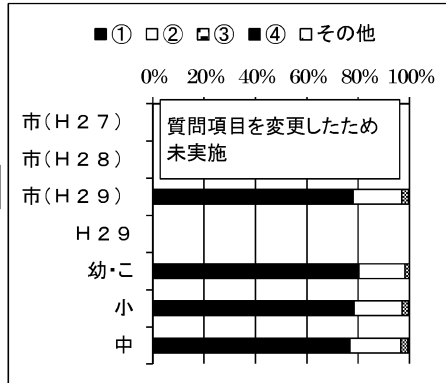 ■① □② ▣③ ■④ □その他
0% 20% 40% 60% 80% 100%
市(H27)
質問項目を変更したため
未実施
市(H28)
市(H29)
H29
幼・こ
小
中